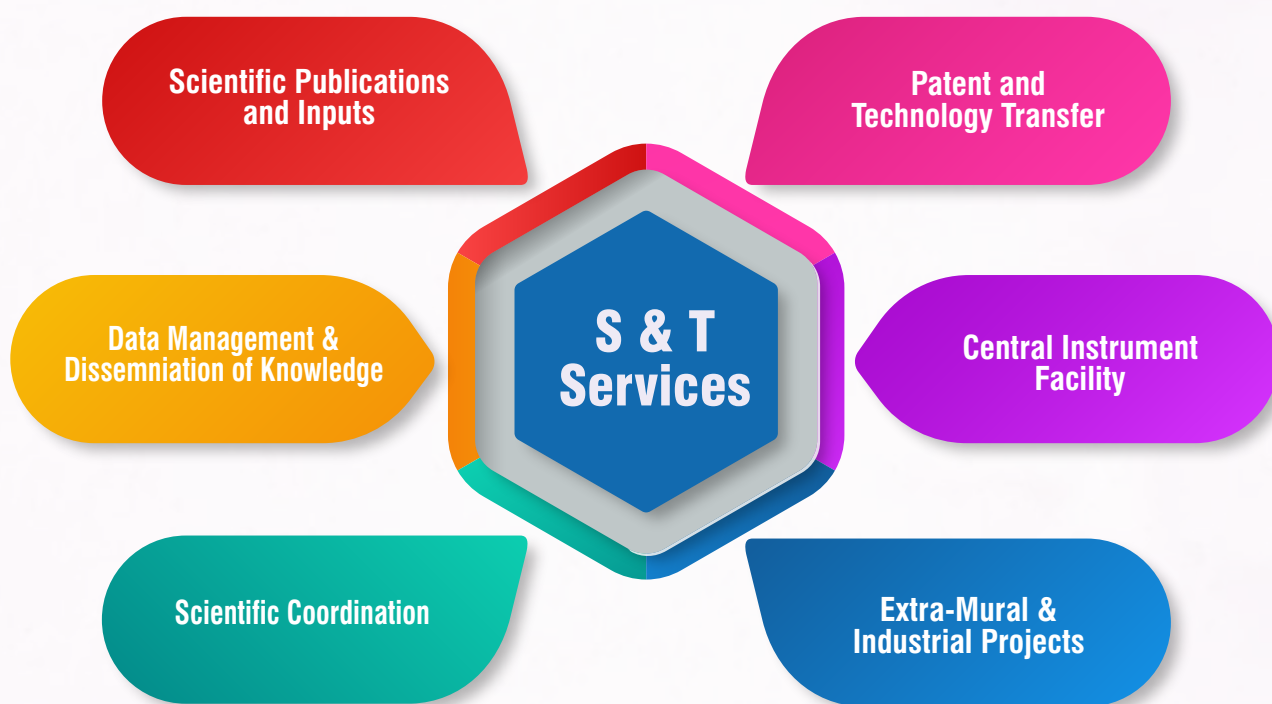 Scientific Publications
and Inputs
Patent and
Technology Transfer
Data Management &
Dissemniation of Knowledge
S & T
Services
Central Instrument
Facility
Scientific Coordination
Extra-Mural &
Industrial Projects